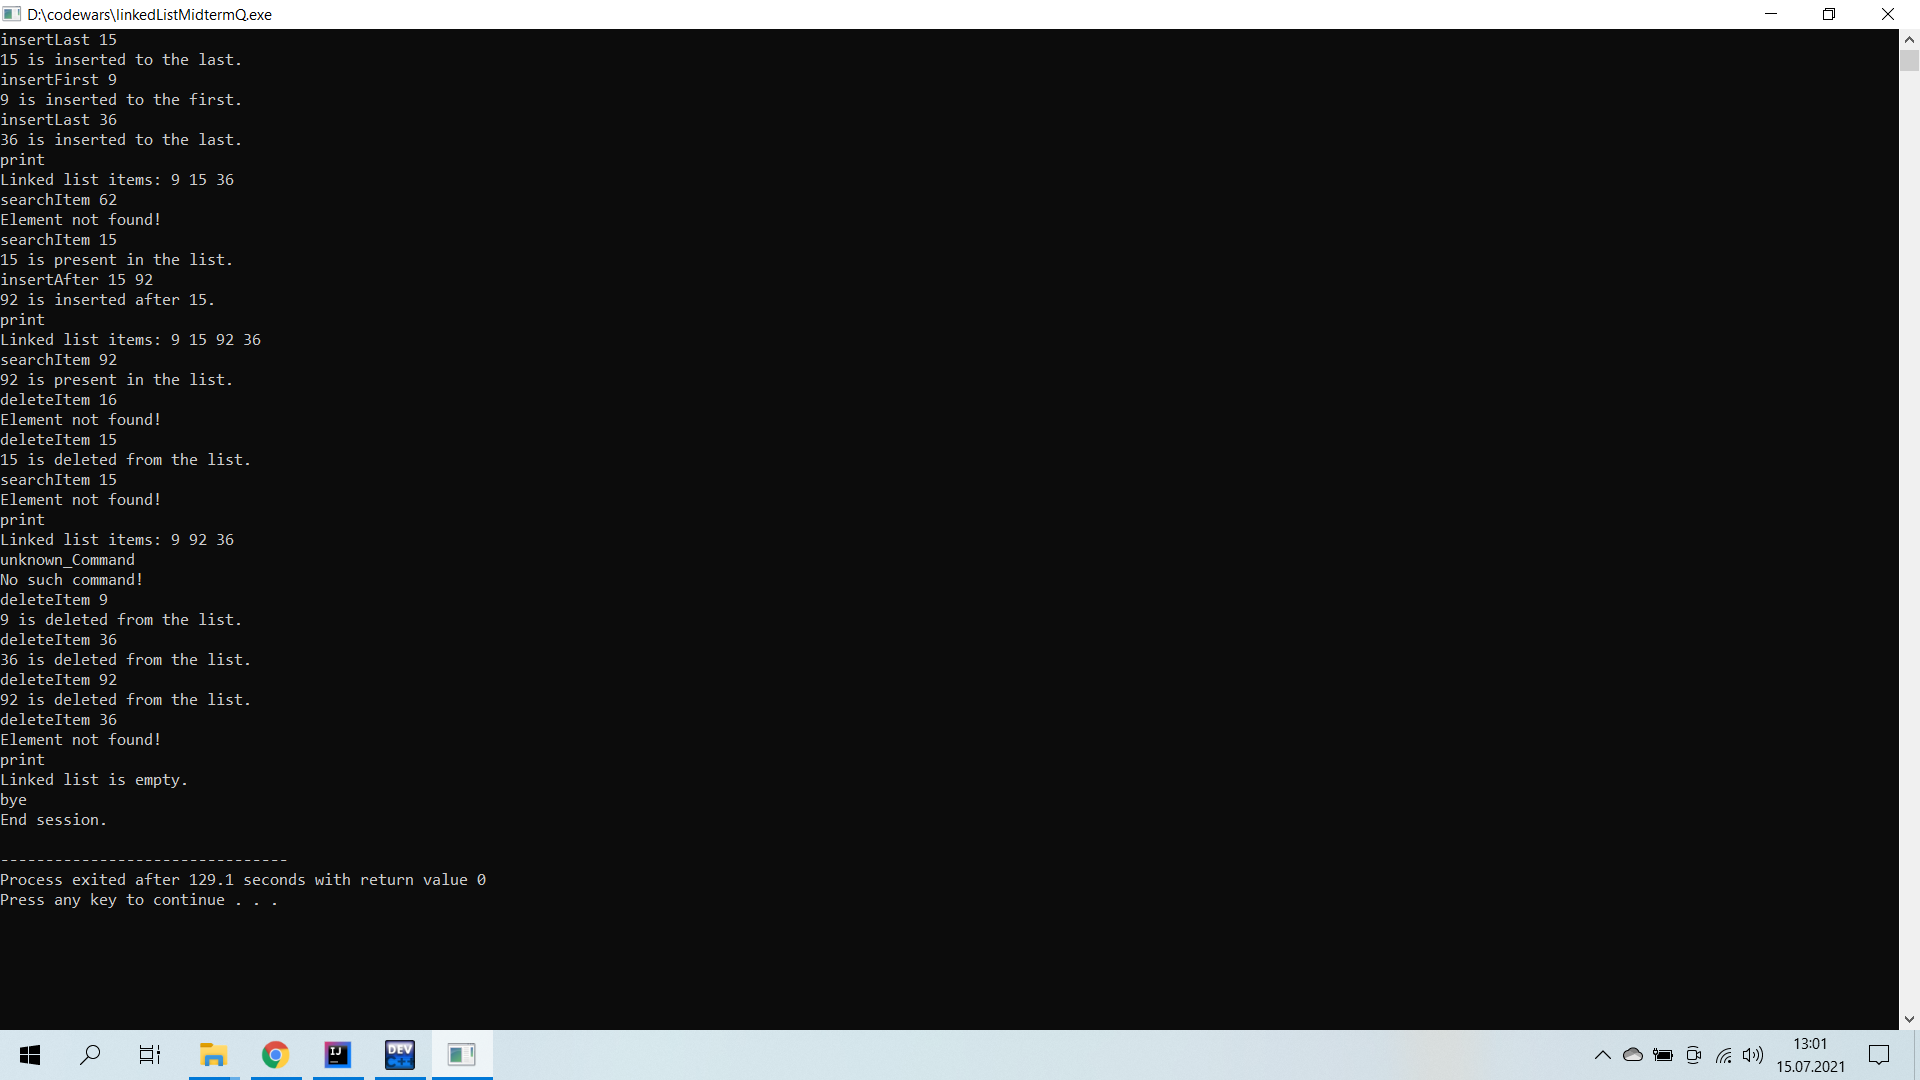 D:\codewars\linkedListMidtermQ.exe
insertLast 15
15 is inserted to the last.
insertFirst 9
9 is inserted to the first.
insertLast 36
36 is inserted to the last.
print
Linked list items: 9 15 36
searchItem 62
Element not found!
searchItem 15
15 is present in the list.
insertAfter 15 92
92 is inserted after 15.
print
Linked list items: 9 15 92 36
searchItem 92
92 is present in the list.
deleteItem 16
Element not found!
deleteItem 15
15 is deleted from the list.
searchItem 15
Element not found!
print
Linked list items: 9 92 36
unknown_Command
No such command!
deleteItem 9
9 is deleted from the list.
deleteItem 36
36 is deleted from the list.
deleteItem 92
92 is deleted from the list.
deleteItem 36
Element not found!
print
Linked list is empty.
bye
End session.
--------------------------------
Process exited after 129.1 seconds with return value 0
Press any key to continue . . .
IJ
DEV
C++
13:01
15.07.2021